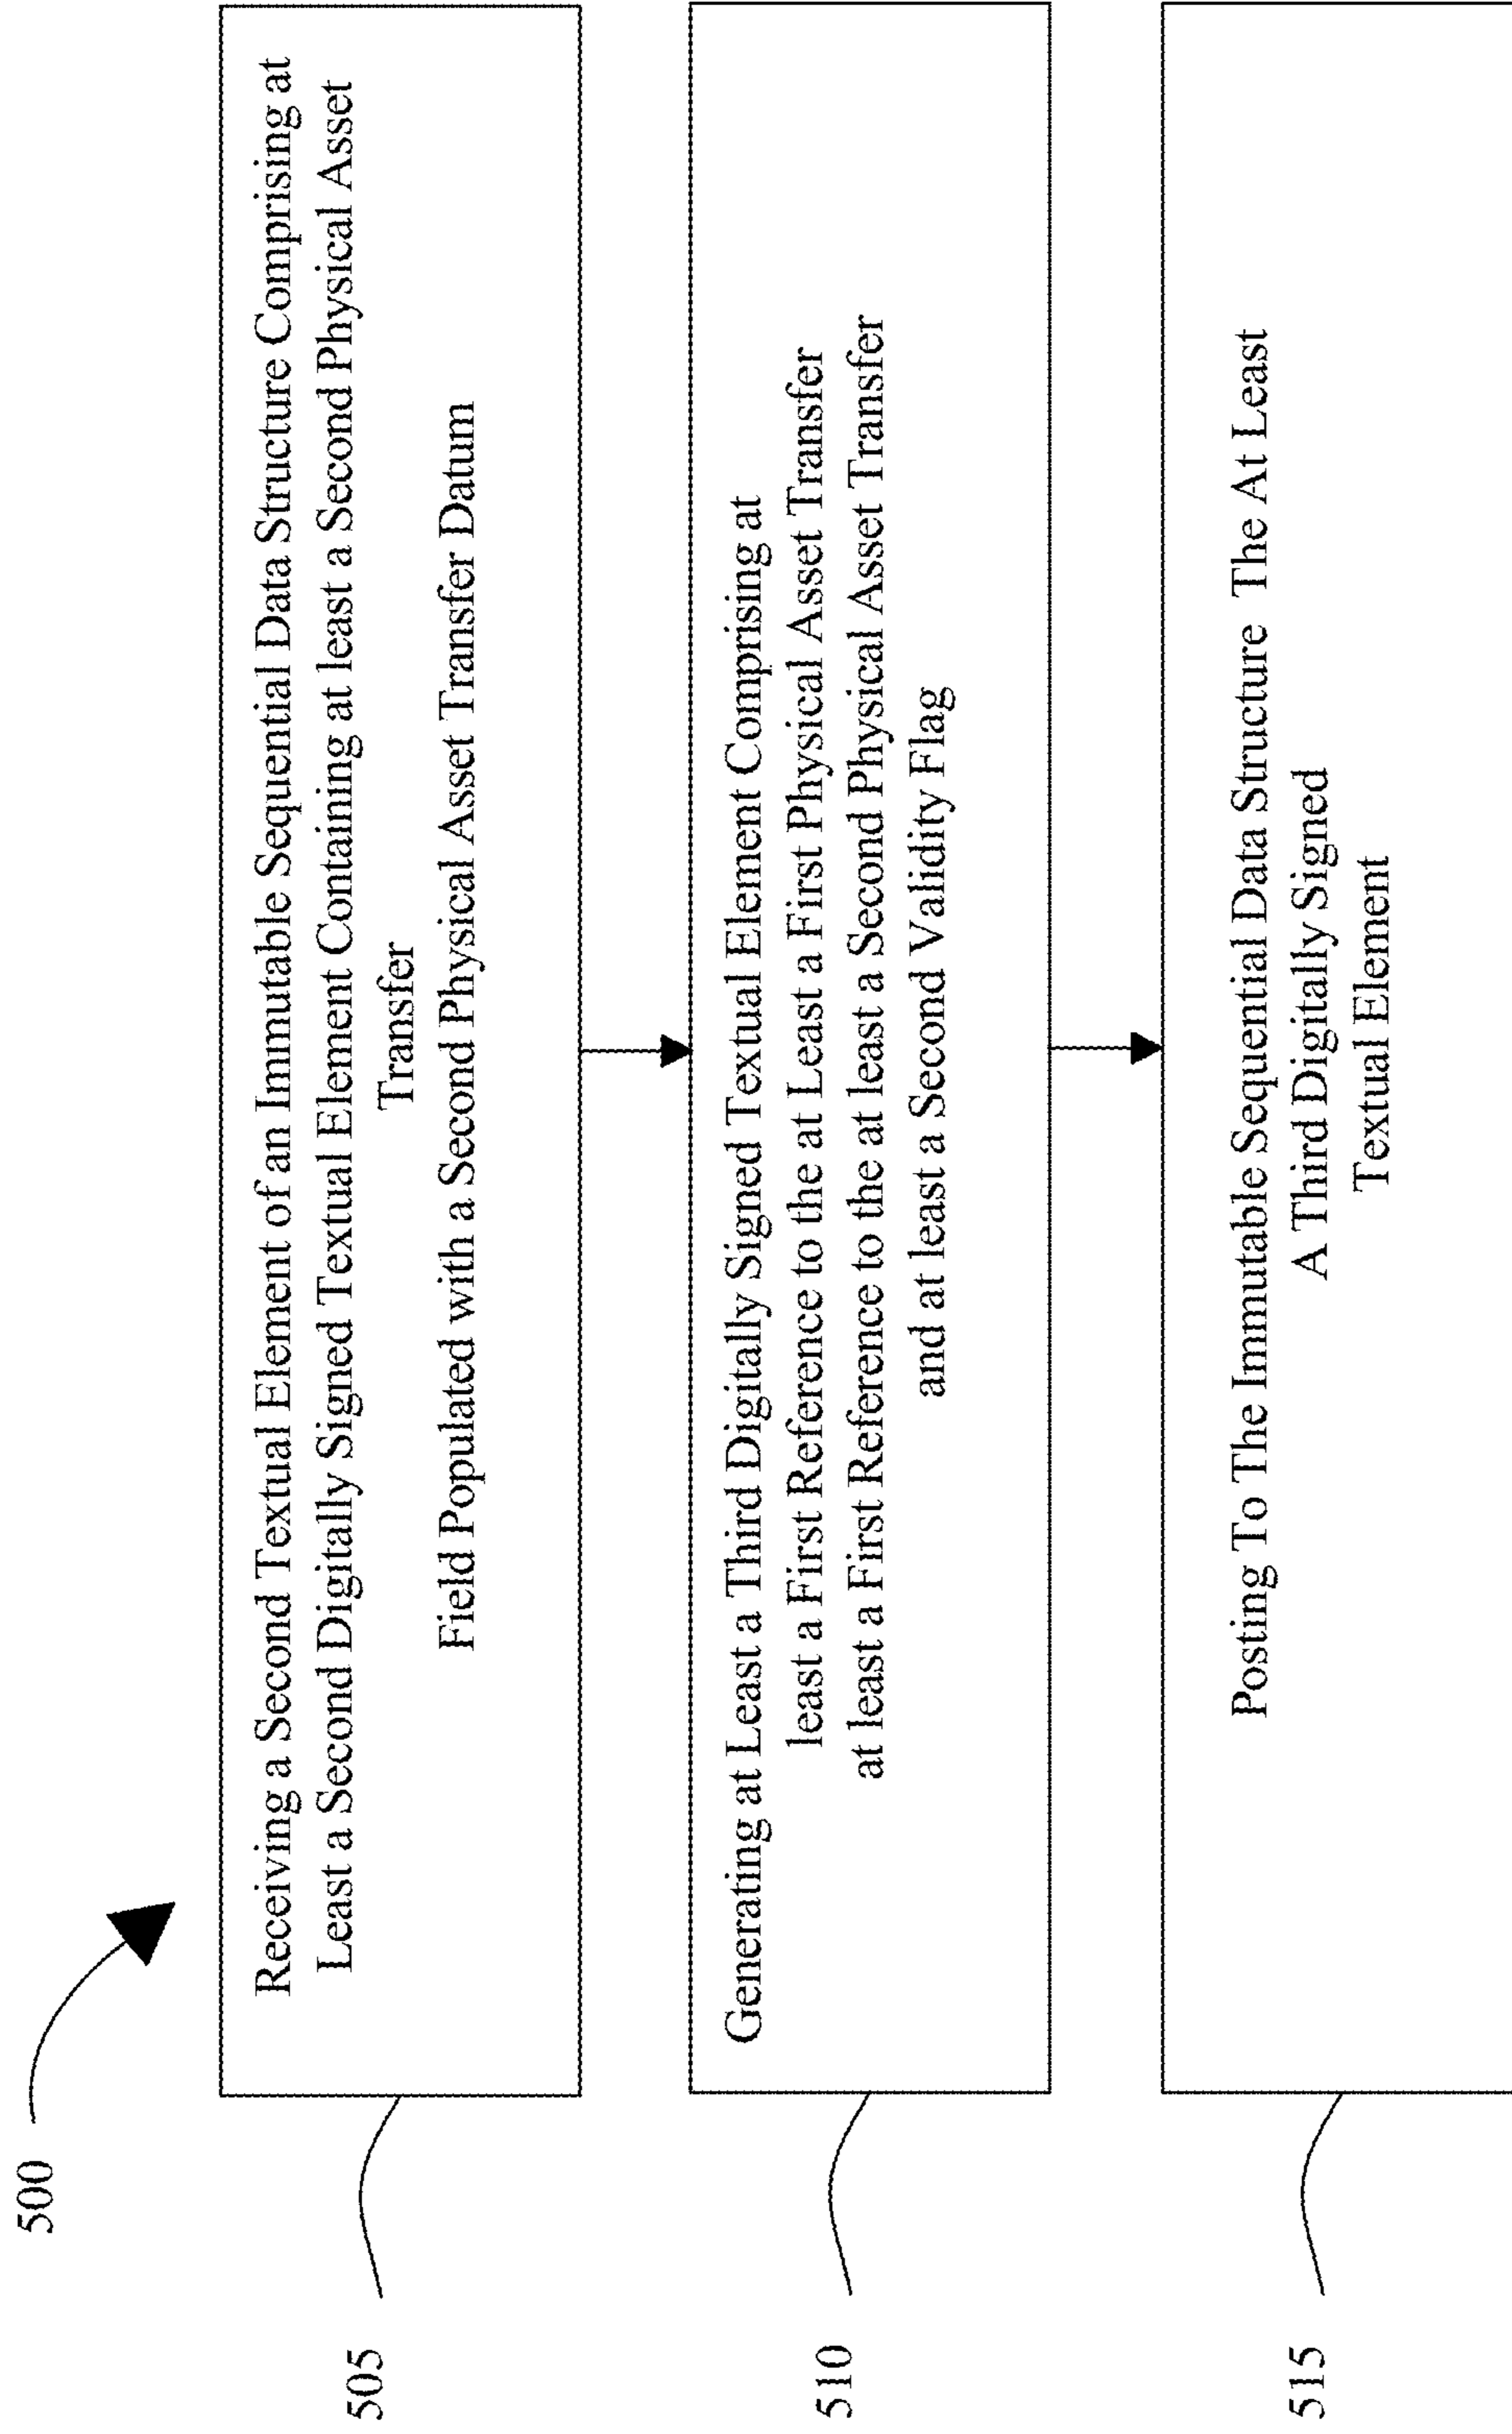 500
505
Receiving a Second Textual Element of an Immutable Sequential Data Structure Comprising at
Least a Second Digitally Signed Textual Element Containing at least a Second Physical Asset
Transfer
Field Populated with a Second Physical Asset Transfer Datum
510
Generating at Least a Third Digitally Signed Textual Element Comprising at
least a First Reference to the at Least a First Physical Asset Transfer
at least a First Reference to the at least a Second Physical Asset Transfer
and at least a Second Validity Flag
515
Posting To The Immutable Sequential Data Structure The At Least
A Third Digitally Signed
Textual Element